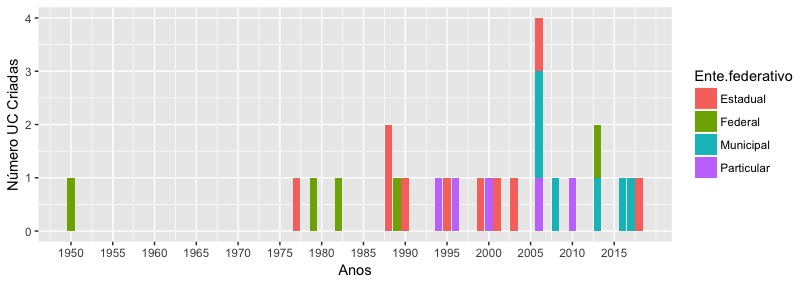 Número UC Criadas
4
3
2
1
0
1950 1955 1960 1965 1970 1975 1980 1985 1990 1995 2000 2005 2010 2015
Anos
Ente.federativo
Estadual
Federal
Municipal
Particular